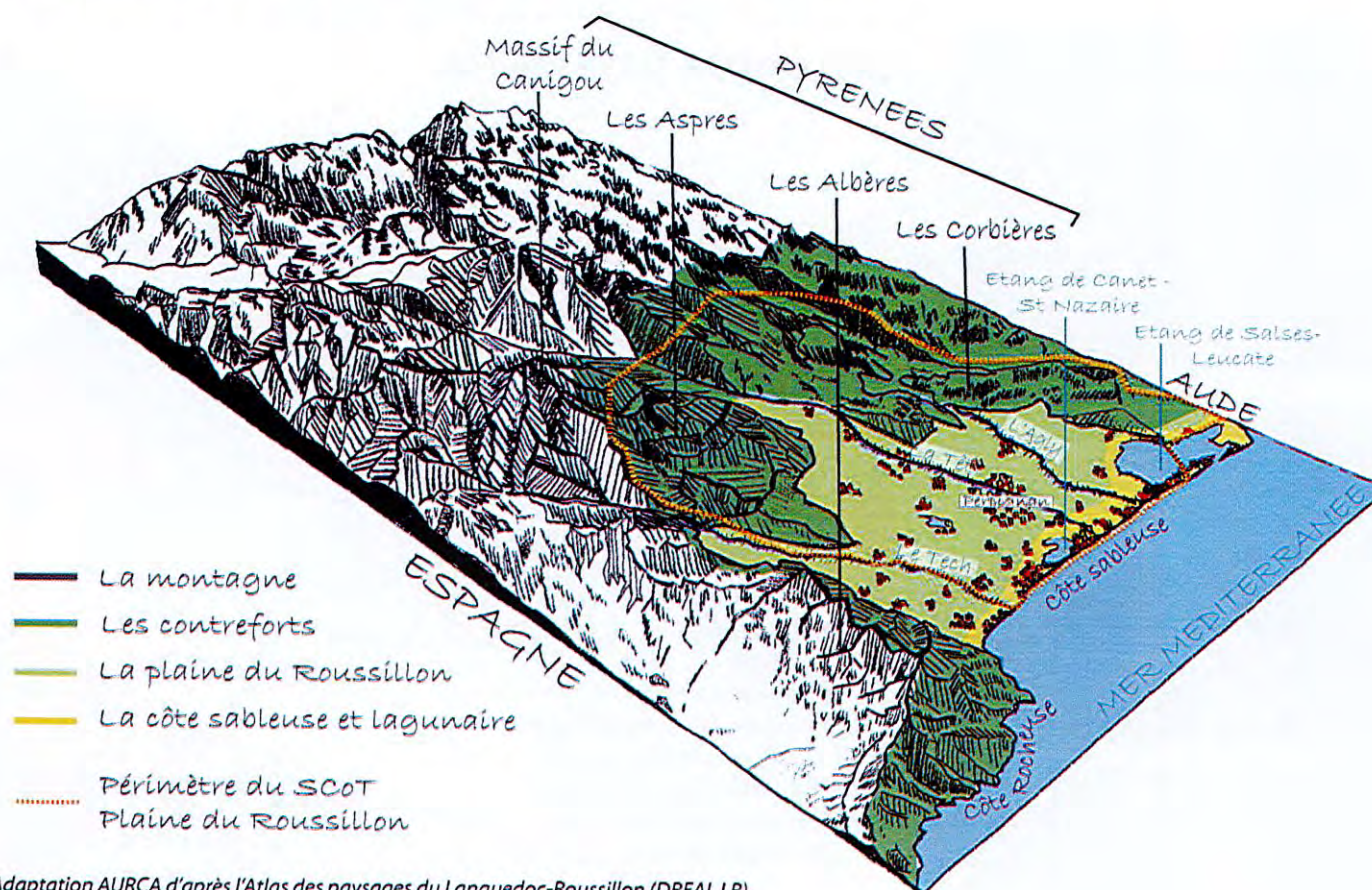 PYRENEES
Massif du
Canigou
Les Aspres
Les Albères
Les Corbières
Etang de Canet -
St Nazaire
Etang de Salses-
Leucate
AUDE
L'Agly
La Têt
Perpignan
Le Tech
Côte sableuse
MER MEDITERRANEE
Côte Rocheuse
ESPAGNE
La montagne
Les contreforts
La plaine du Roussillon
La côte sableuse et lagunaire
Périmètre du SCoT
Plaine du Roussillon
Adaptation AURCA d'après l'Atlas des paysages du Languedoc-Roussillon (DREAL LR)